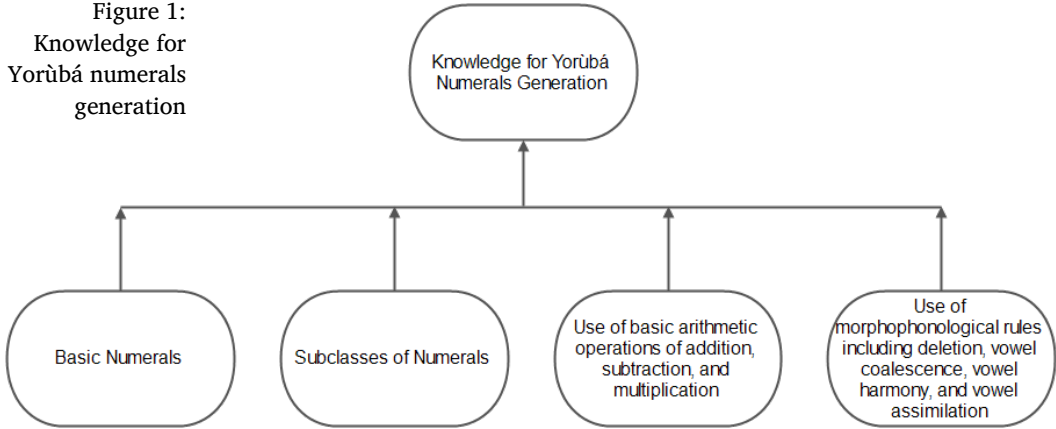 Figure 1:
Knowledge for
Yorùbá numerals
generation
Knowledge for Yorùbá
Numerals Generation
Basic Numerals
Subclasses of Numerals
Use of basic arithmetic
operations of addition,
subtraction, and
multiplication
Use of
morphophonological rules
including deletion, vowel
coalescence, vowel
harmony, and vowel
assimilation